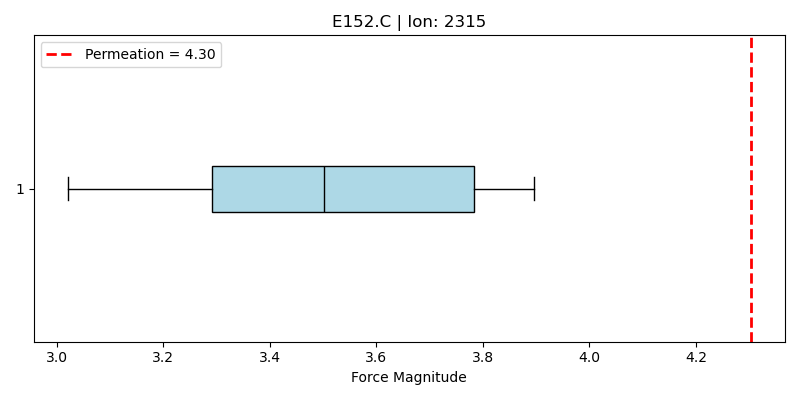 E152.C | Ion: 2315
Permeation = 4.30
1
3.0 3.2 3.4 3.6 3.8 4.0 4.2
Force Magnitude